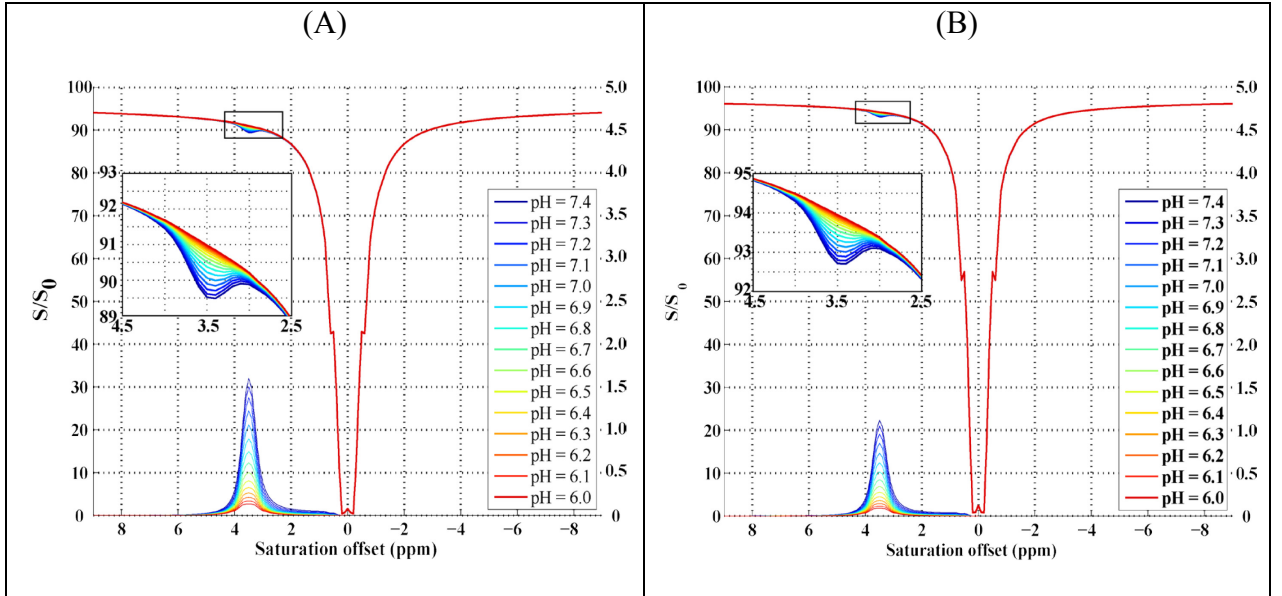 (A)
100
90
80
70
60
50
40
30
20
10
0
S/S0
5.0
4.5
4.0
3.5
3.0
2.5
2.0
1.5
1.0
0.5
0
93
92
91
90
89
4.5
3.5
2.5
pH = 7.4
pH = 7.3
pH = 7.2
pH = 7.1
pH = 7.0
pH = 6.9
pH = 6.8
pH = 6.7
pH = 6.6
pH = 6.5
pH = 6.4
pH = 6.3
pH = 6.2
pH = 6.1
pH = 6.0
8 6 4 2 0 −2 −4 −6 −8
Saturation offset (ppm)
(B)
100
90
80
70
60
50
40
30
20
10
0
S/S0
5.0
4.5
4.0
3.5
3.0
2.5
2.0
1.5
1.0
0.5
0
95
94
93
92
4.5
3.5
2.5
pH = 7.4
pH = 7.3
pH = 7.2
pH = 7.1
pH = 7.0
pH = 6.9
pH = 6.8
pH = 6.7
pH = 6.6
pH = 6.5
pH = 6.4
pH = 6.3
pH = 6.2
pH = 6.1
pH = 6.0
8 6 4 2 0 −2 −4 −6 −8
Saturation offset (ppm)